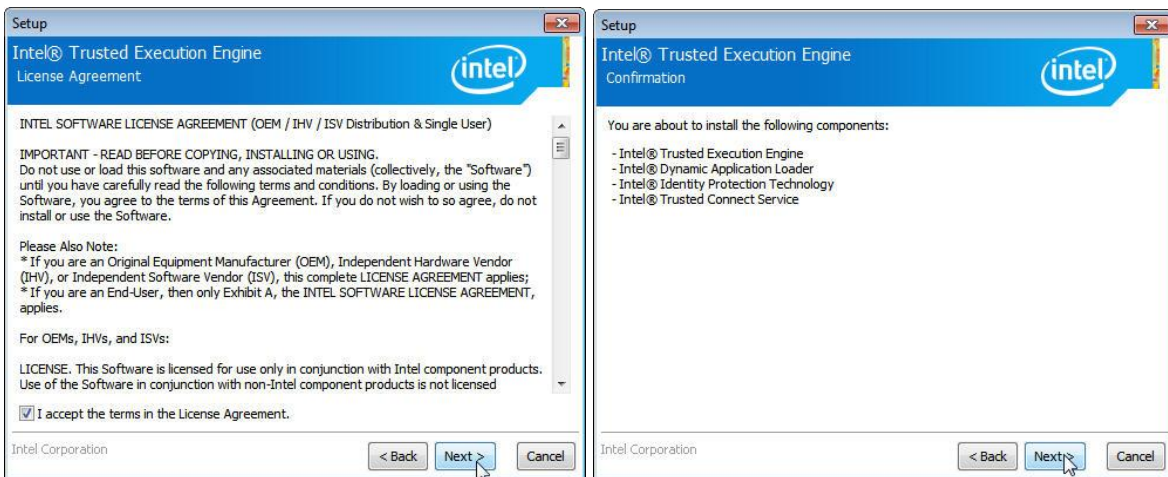 Setup
Intel® Trusted Execution Engine
License Agreement
intel
INTEL SOFTWARE LICENSE AGREEMENT (OEM / IHV / ISV Distribution & Single User)
IMPORTANT - READ BEFORE COPYING, INSTALLING OR USING.
Do not use or load this software and any associated materials (collectively, the "Software")
until you have carefully read the following terms and conditions. By loading or using the
Software, you agree to the terms of this Agreement. If you do not wish to so agree, do not
install or use the Software.
Please Also Note:
* If you are an Original Equipment Manufacturer (OEM), Independent Hardware Vendor
(IHV), or Independent Software Vendor (ISV), this complete LICENSE AGREEMENT applies;
* If you are an End-User, then only Exhibit A, the INTEL SOFTWARE LICENSE AGREEMENT,
applies.
For OEMs, IHVs, and ISVs:
LICENSE. This Software is licensed for use only in conjunction with Intel component products.
Use of the Software in conjunction with non-Intel component products is not licensed
I accept the terms in the License Agreement.
Intel Corporation
< Back Next > Cancel
Setup
Intel® Trusted Execution Engine
Confirmation
intel
You are about to install the following components:
- Intel® Trusted Execution Engine
- Intel® Dynamic Application Loader
- Intel® Identity Protection Technology
- Intel® Trusted Connect Service
Intel Corporation
< Back Next > Cancel